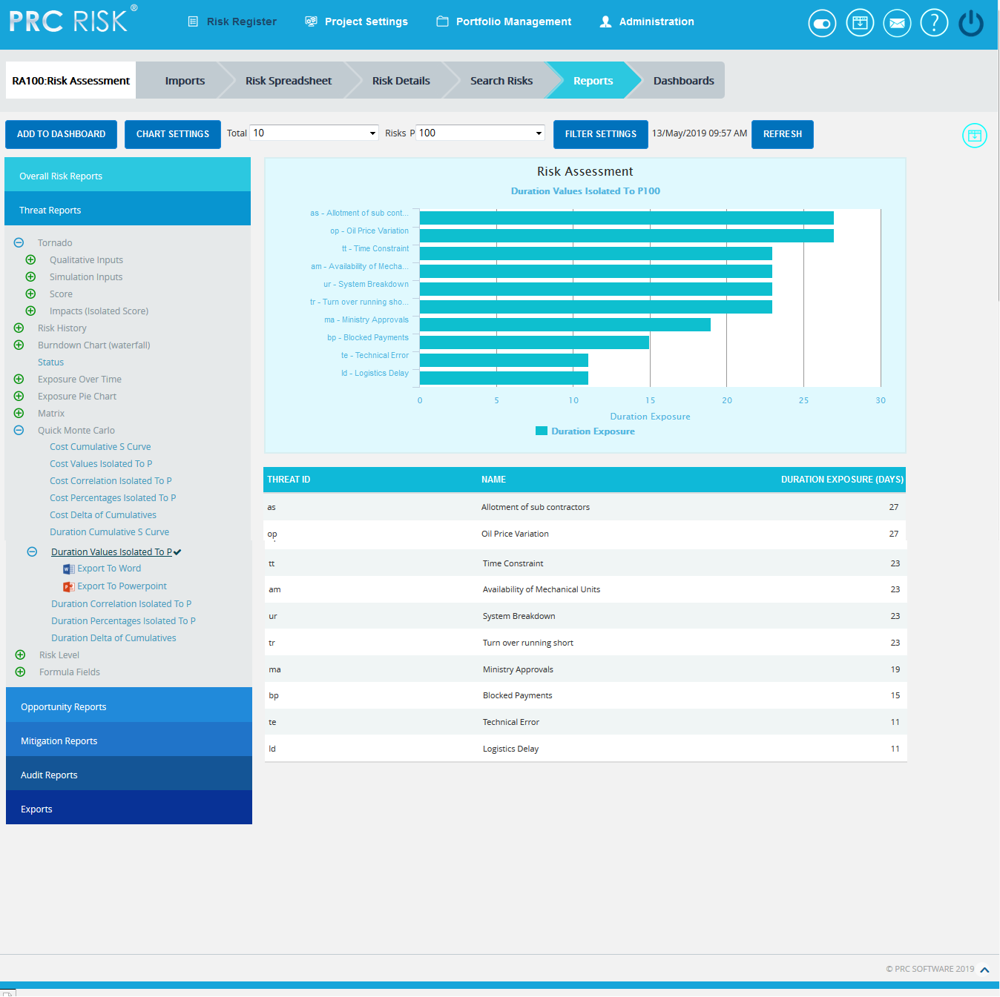 PRC RISK ®
Risk Register Project Settings Portfolio Management Administration
RA100:Risk Assessment Imports Risk Spreadsheet Risk Details Search Risks Reports Dashboards
ADD TO DASHBOARD CHART SETTINGS Total 10 Risks P 100 FILTER SETTINGS 13/May/2019 09:57 AM REFRESH
Overall Risk Reports
Threat Reports
Tornado
Qualitative Inputs
Simulation Inputs
Score
Impacts (Isolated Score)
Risk History
Burndown Chart (waterfall)
Status
Exposure Over Time
Exposure Pie Chart
Matrix
Quick Monte Carlo
Cost Cumulative S Curve
Cost Values Isolated To P
Cost Correlation Isolated To P
Cost Percentages Isolated To P
Cost Delta of Cumulatives
Duration Cumulative S Curve
Duration Values Isolated To P
Export To Word
Export To Powerpoint
Duration Correlation Isolated To P
Duration Percentages Isolated To P
Duration Delta of Cumulatives
Risk Level
Formula Fields
Opportunity Reports
Mitigation Reports
Audit Reports
Exports
Risk Assessment
Duration Values Isolated To P100
as - Allotment of sub cont...
op - Oil Price Variation
tt - Time Constraint
am - Availability of Mecha...
ur - System Breakdown
tr - Turn over running sho...
ma - Ministry Approvals
bp - Blocked Payments
te - Technical Error
ld - Logistics Delay
0 5 10 15 20 25 30
Duration Exposure
Duration Exposure
THREAT ID NAME DURATION EXPOSURE (DAYS)
as Allotment of sub contractors 27
op Oil Price Variation 27
tt Time Constraint 23
am Availability of Mechanical Units 23
ur System Breakdown 23
tr Turn over running short 23
ma Ministry Approvals 19
bp Blocked Payments 15
te Technical Error 11
ld Logistics Delay 11
© PRC SOFTWARE 2019